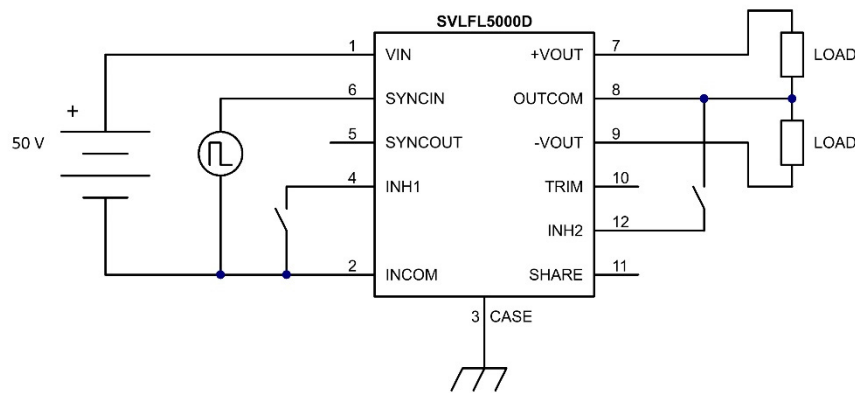 SVLFL5000D
1 VIN +VOUT 7 LOAD
6 SYNCIN OUTCOM 8
+
50 V
5 SYNCOUT -VOUT 9 LOAD
4 INH1 TRIM 10
INH2 12
2 INCOM SHARE 11
3 CASE